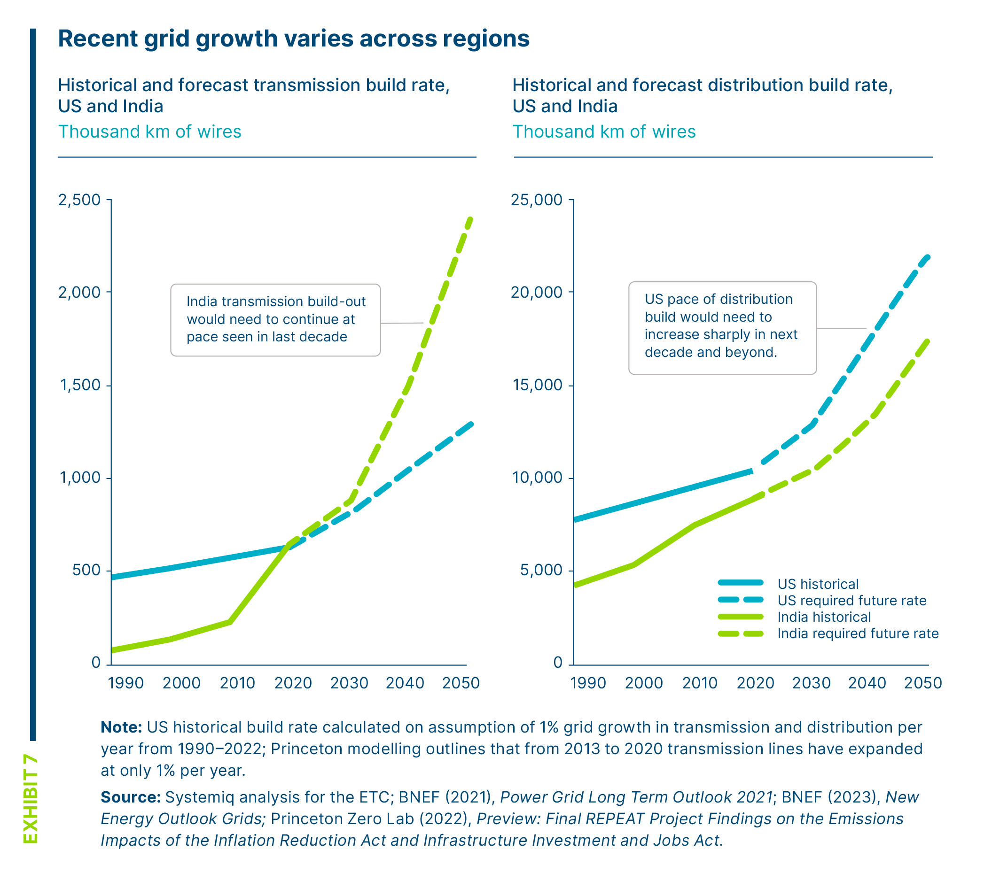 Recent grid growth varies across regions
Historical and forecast transmission build rate,
US and India
Thousand km of wires
2,500
2,000
1,500
1,000
500
0
India transmission build-out
would need to continue at
pace seen in last decade
1990 2000 2010 2020 2030 2040 2050
Historical and forecast distribution build rate,
US and India
Thousand km of wires
25,000
20,000
15,000
10,000
5,000
0
US pace of distribution
build would need to
increase sharply in next
decade and beyond.
US historical
US required future rate
India historical
India required future rate
1990 2000 2010 2020 2030 2040 2050
Note: US historical build rate calculated on assumption of 1% grid growth in transmission and distribution per
year from 1990–2022; Princeton modelling outlines that from 2013 to 2020 transmission lines have expanded
at only 1% per year.
Source: Systemiq analysis for the ETC; BNEF (2021), Power Grid Long Term Outlook 2021; BNEF (2023), New
Energy Outlook Grids; Princeton Zero Lab (2022), Preview: Final REPEAT Project Findings on the Emissions
Impacts of the Inflation Reduction Act and Infrastructure Investment and Jobs Act.
EXHIBIT 7